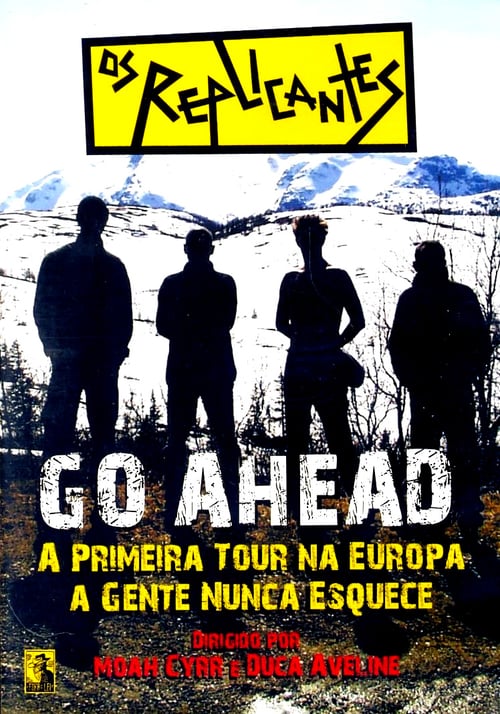 OS REPLICANTES
GO AHEAD
A PRIMEIRA TOUR NA EUROPA
A GENTE NUNCA ESQUECE
DIRIGIDO POR
MOAH CYRR E DUCA AVELINE